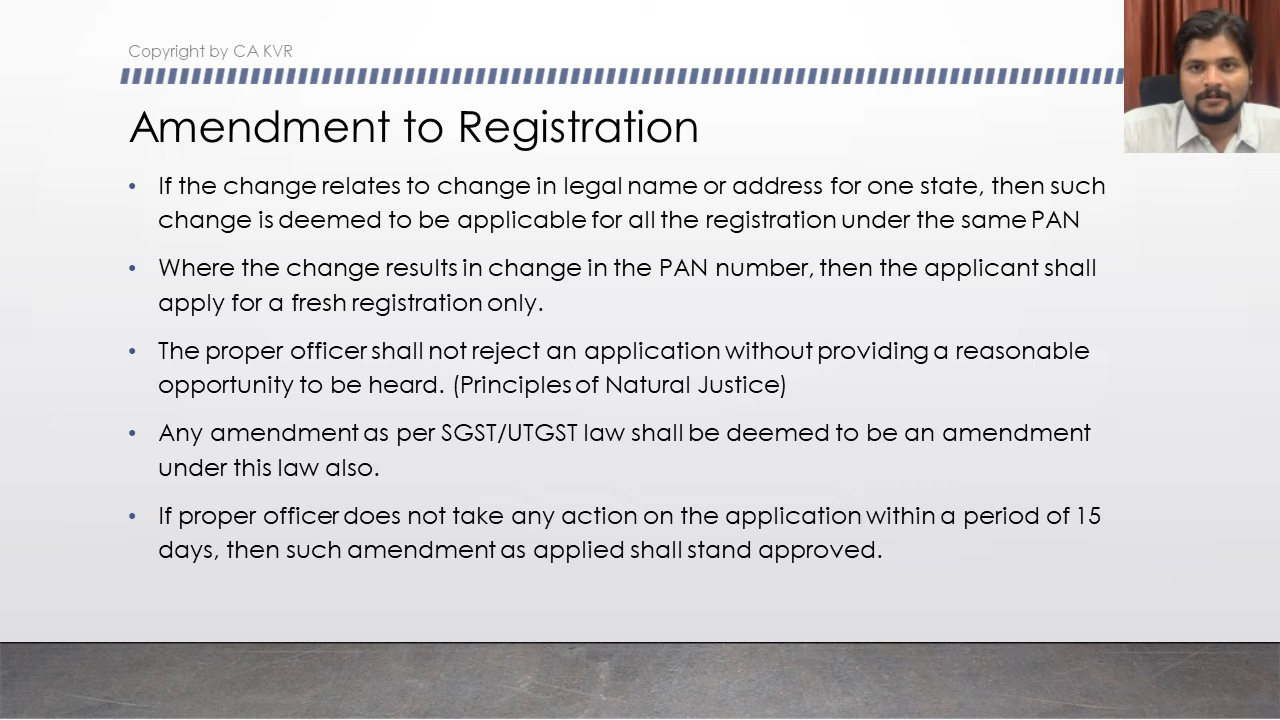 Copyright by CA KVR
Amendment to Registration
• If the change relates to change in legal name or address for one state, then such
change is deemed to be applicable for all the registration under the same PAN
• Where the change results in change in the PAN number, then the applicant shall
apply for a fresh registration only.
• The proper officer shall not reject an application without providing a reasonable
opportunity to be heard. (Principles of Natural Justice)
• Any amendment as per SGST/UTGST law shall be deemed to be an amendment
under this law also.
• If proper officer does not take any action on the application within a period of 15
days, then such amendment as applied shall stand approved.